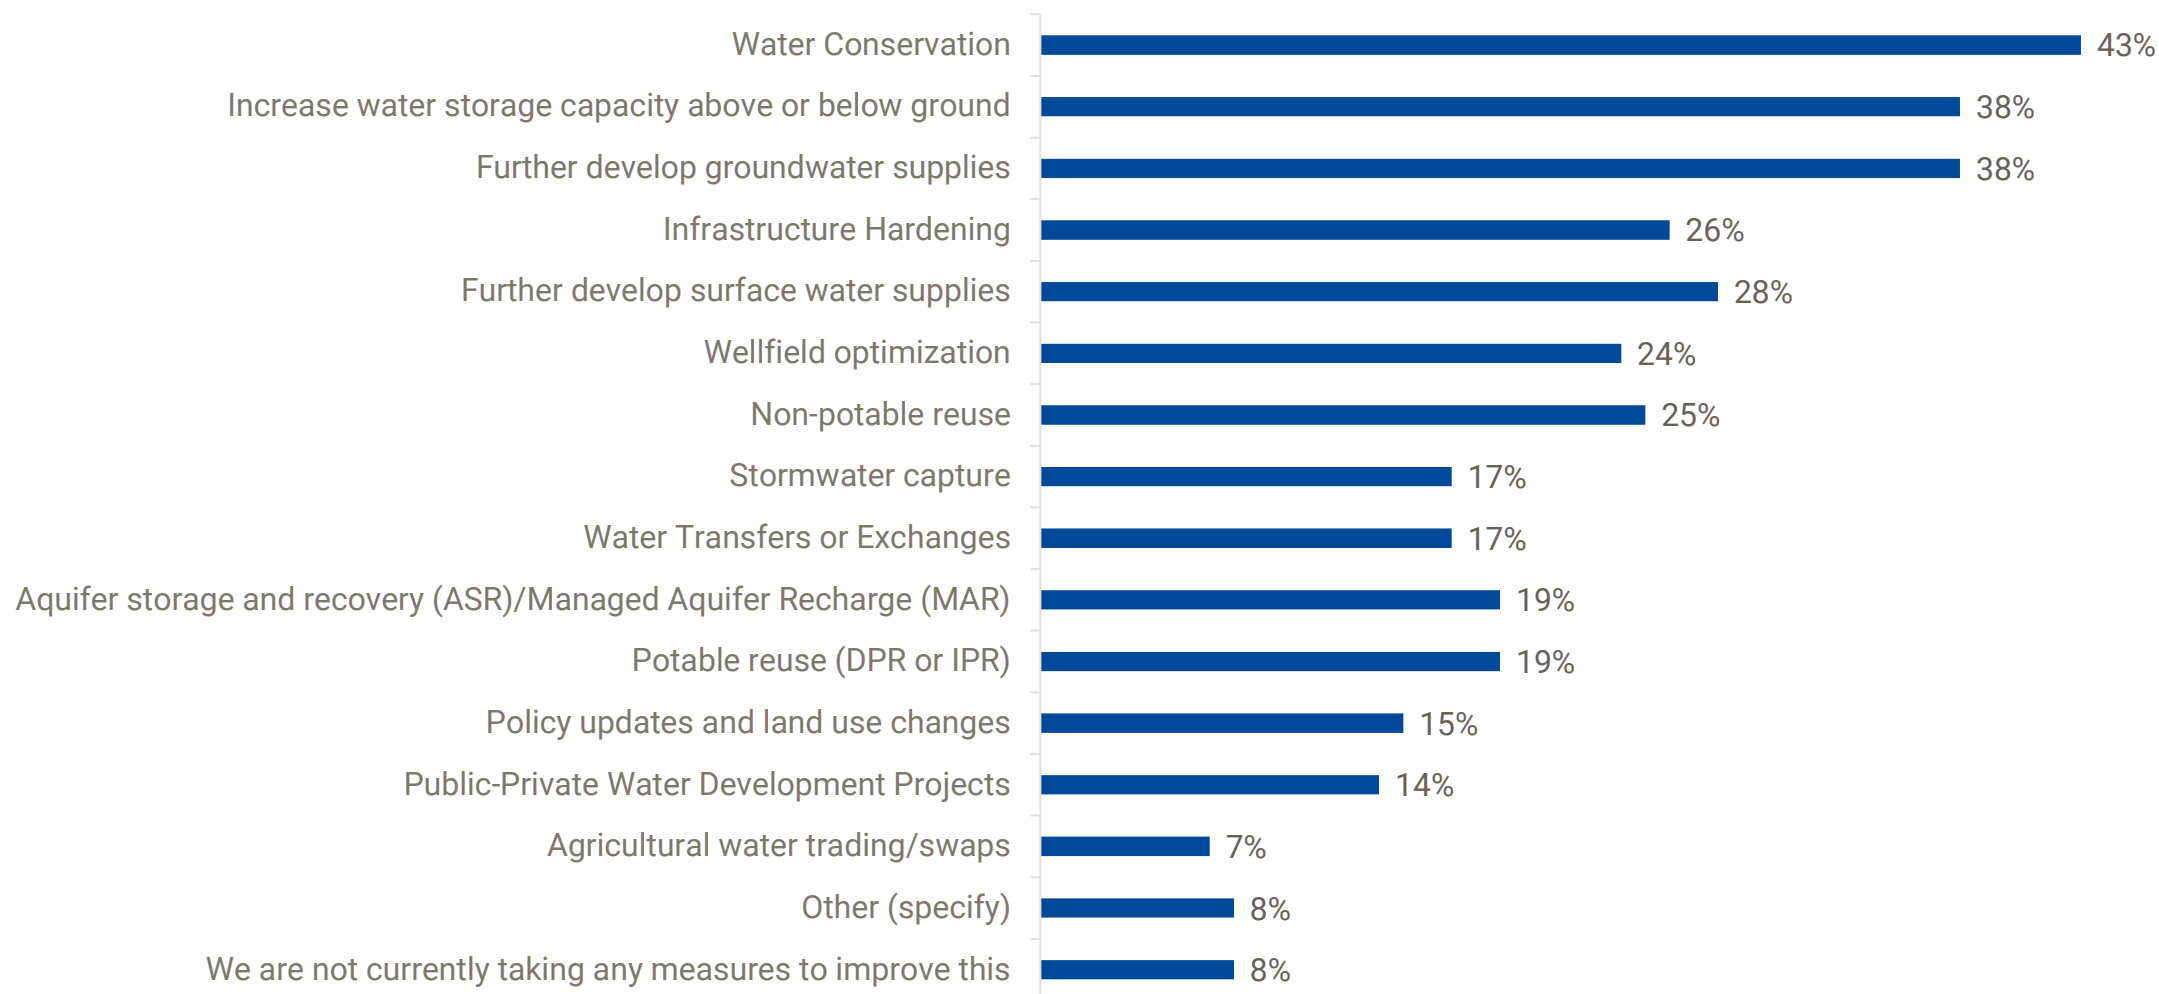 Water Conservation 43%
Increase water storage capacity above or below ground 38%
Further develop groundwater supplies 38%
Infrastructure Hardening 26%
Further develop surface water supplies 28%
Wellfield optimization 24%
Non-potable reuse 25%
Stormwater capture 17%
Water Transfers or Exchanges 17%
Aquifer storage and recovery (ASR)/Managed Aquifer Recharge (MAR) 19%
Potable reuse (DPR or IPR) 19%
Policy updates and land use changes 15%
Public-Private Water Development Projects 14%
Agricultural water trading/swaps 7%
Other (specify) 8%
We are not currently taking any measures to improve this 8%